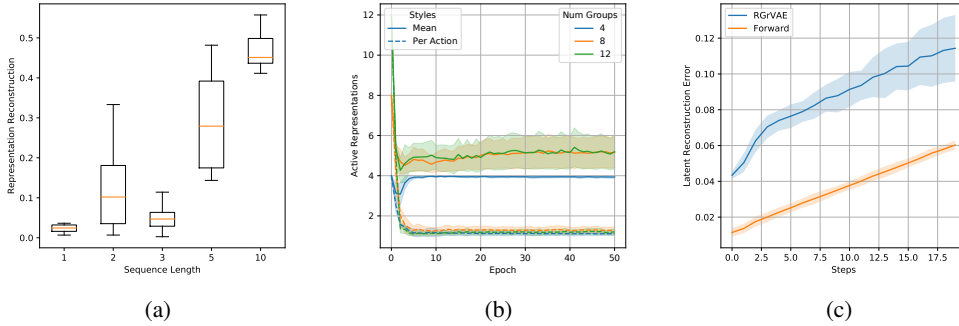 Representation Reconstruction
0.5
0.4
0.3
0.2
0.1
0.0
1 2 3 5 10
Sequence Length
(a)
Active Representations
12
10
8
6
4
2
Styles
Mean
Per Action
Num Groups
4
8
12
0 10 20 30 40 50
Epoch
(b)
Latent Reconstruction Error
RGrVAE
Forward
0.12
0.10
0.08
0.06
0.04
0.02
0.0 2.5 5.0 7.5 10.0 12.5 15.0 17.5
Steps
(c)